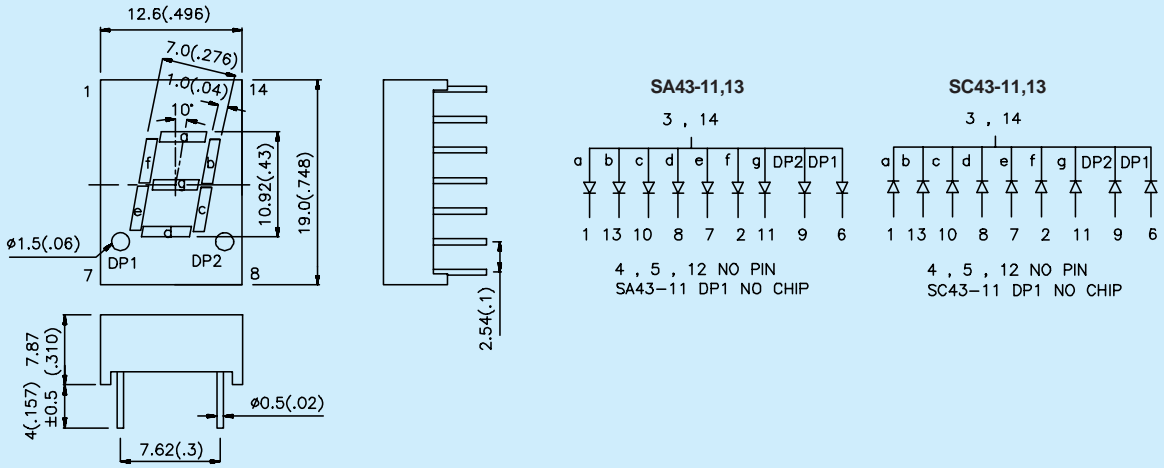 12.6(.496)
7.0(.276)
1.0(.04)
10°
1
14
a
f
b
g
e
c
d
10.92(.43)
19.0(.748)
ø1.5(.06)
DP1
DP2
7
8
2.54(.1)
7.87
(.310)
4(.157)
±0.5
ø0.5(.02)
7.62(.3)
SA43-11,13
3 , 14
a b c d e f g DP2 DP1
1 13 10 8 7 2 11 9 6
4 , 5 , 12 NO PIN
SA43-11 DP1 NO CHIP
SC43-11,13
3 , 14
a b c d e f g DP2 DP1
1 13 10 8 7 2 11 9 6
4 , 5 , 12 NO PIN
SC43-11 DP1 NO CHIP